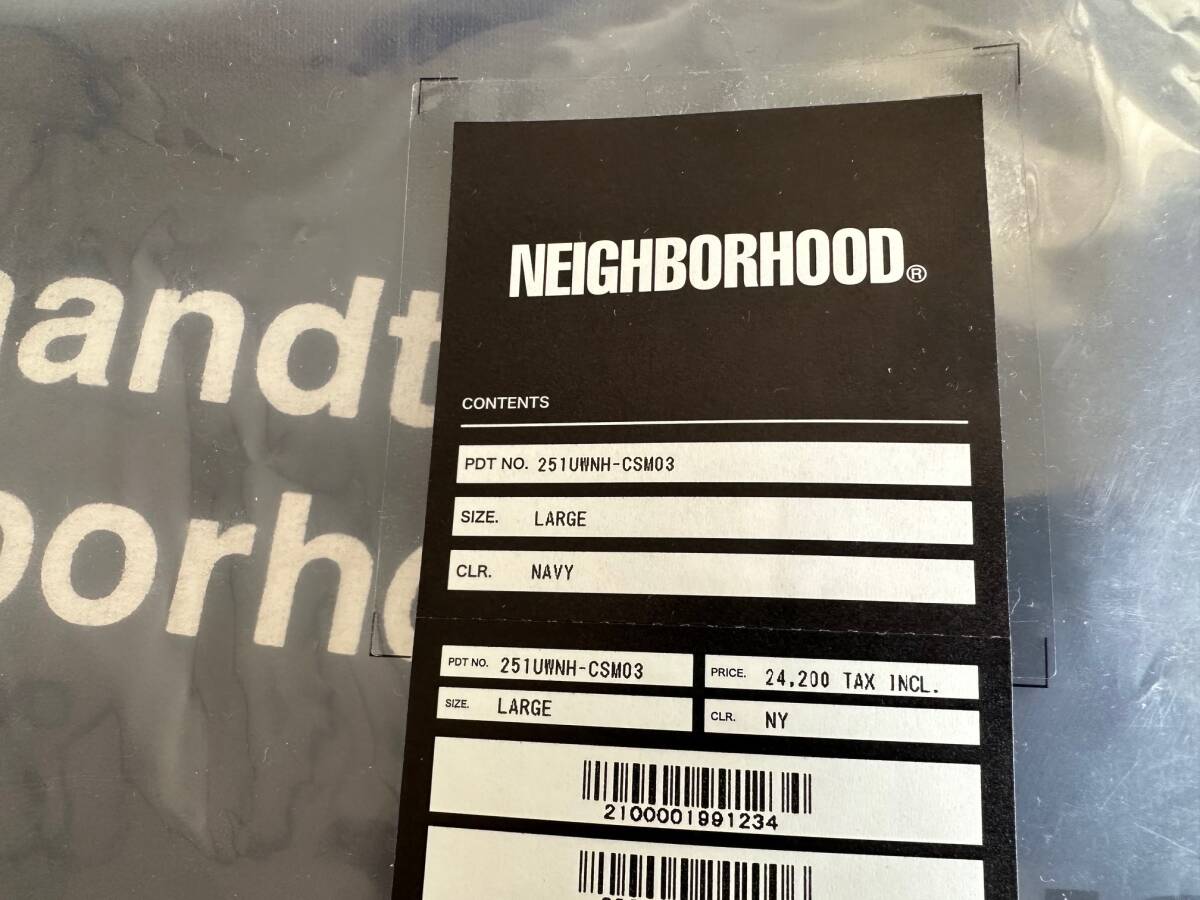 NEIGHBORHOOD®
CONTENTS
PDT NO. 251UWNH-CSM03
SIZE. LARGE
CLR. NAVY
PDT NO. 251UWNH-CSM03
PRICE. 24,200 TAX INCL.
SIZE. LARGE
CLR. NY
2100001991234
andt
orh